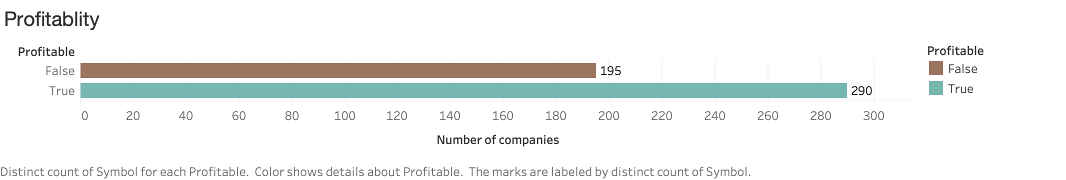 Profitablity
Profitable
False 195
True 290
0 20 40 60 80 100 120 140 160 180 200 220 240 260 280 300
Number of companies
Profitable
False
True
Distinct count of Symbol for each Profitable. Color shows details about Profitable. The marks are labeled by distinct count of Symbol.